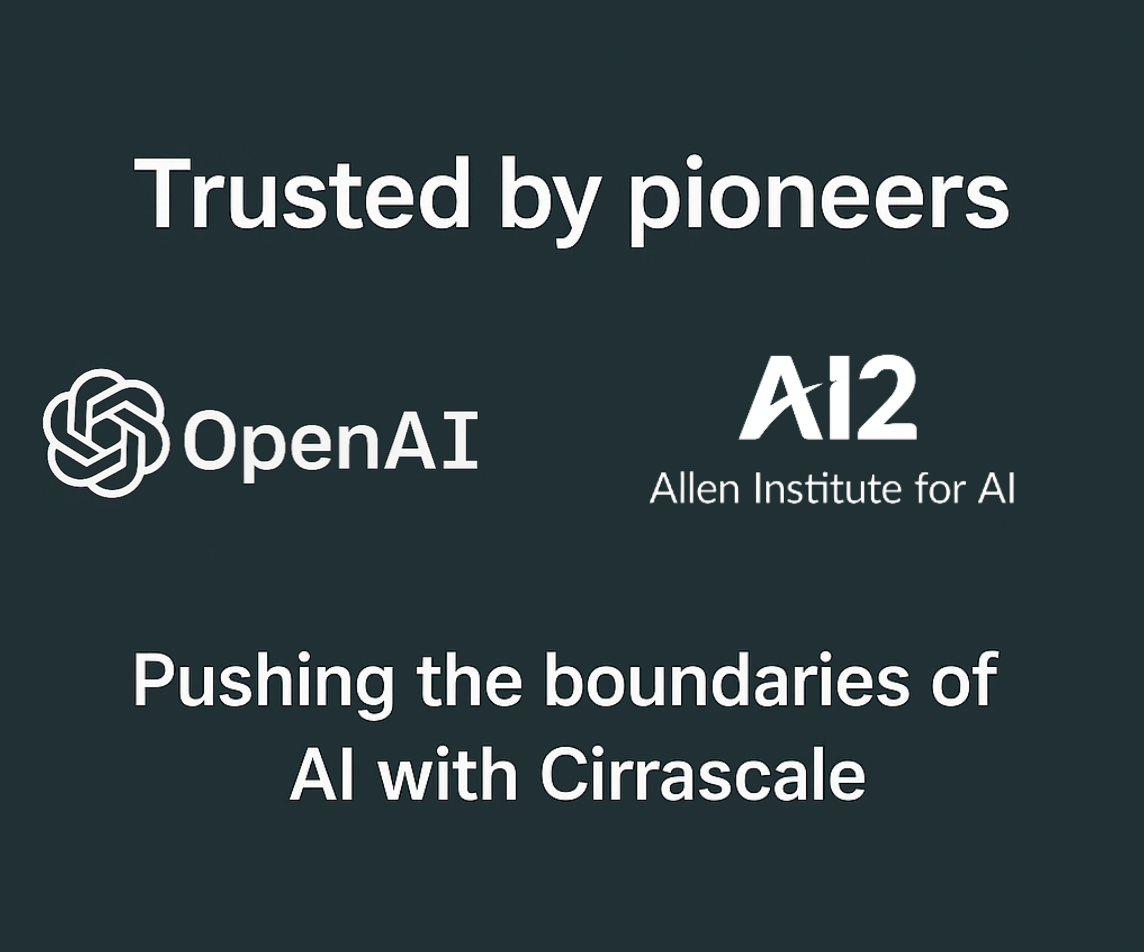 Trusted by pioneers
OpenAI
AI2
Allen Institute for AI
Pushing the boundaries of
AI with Cirrascale